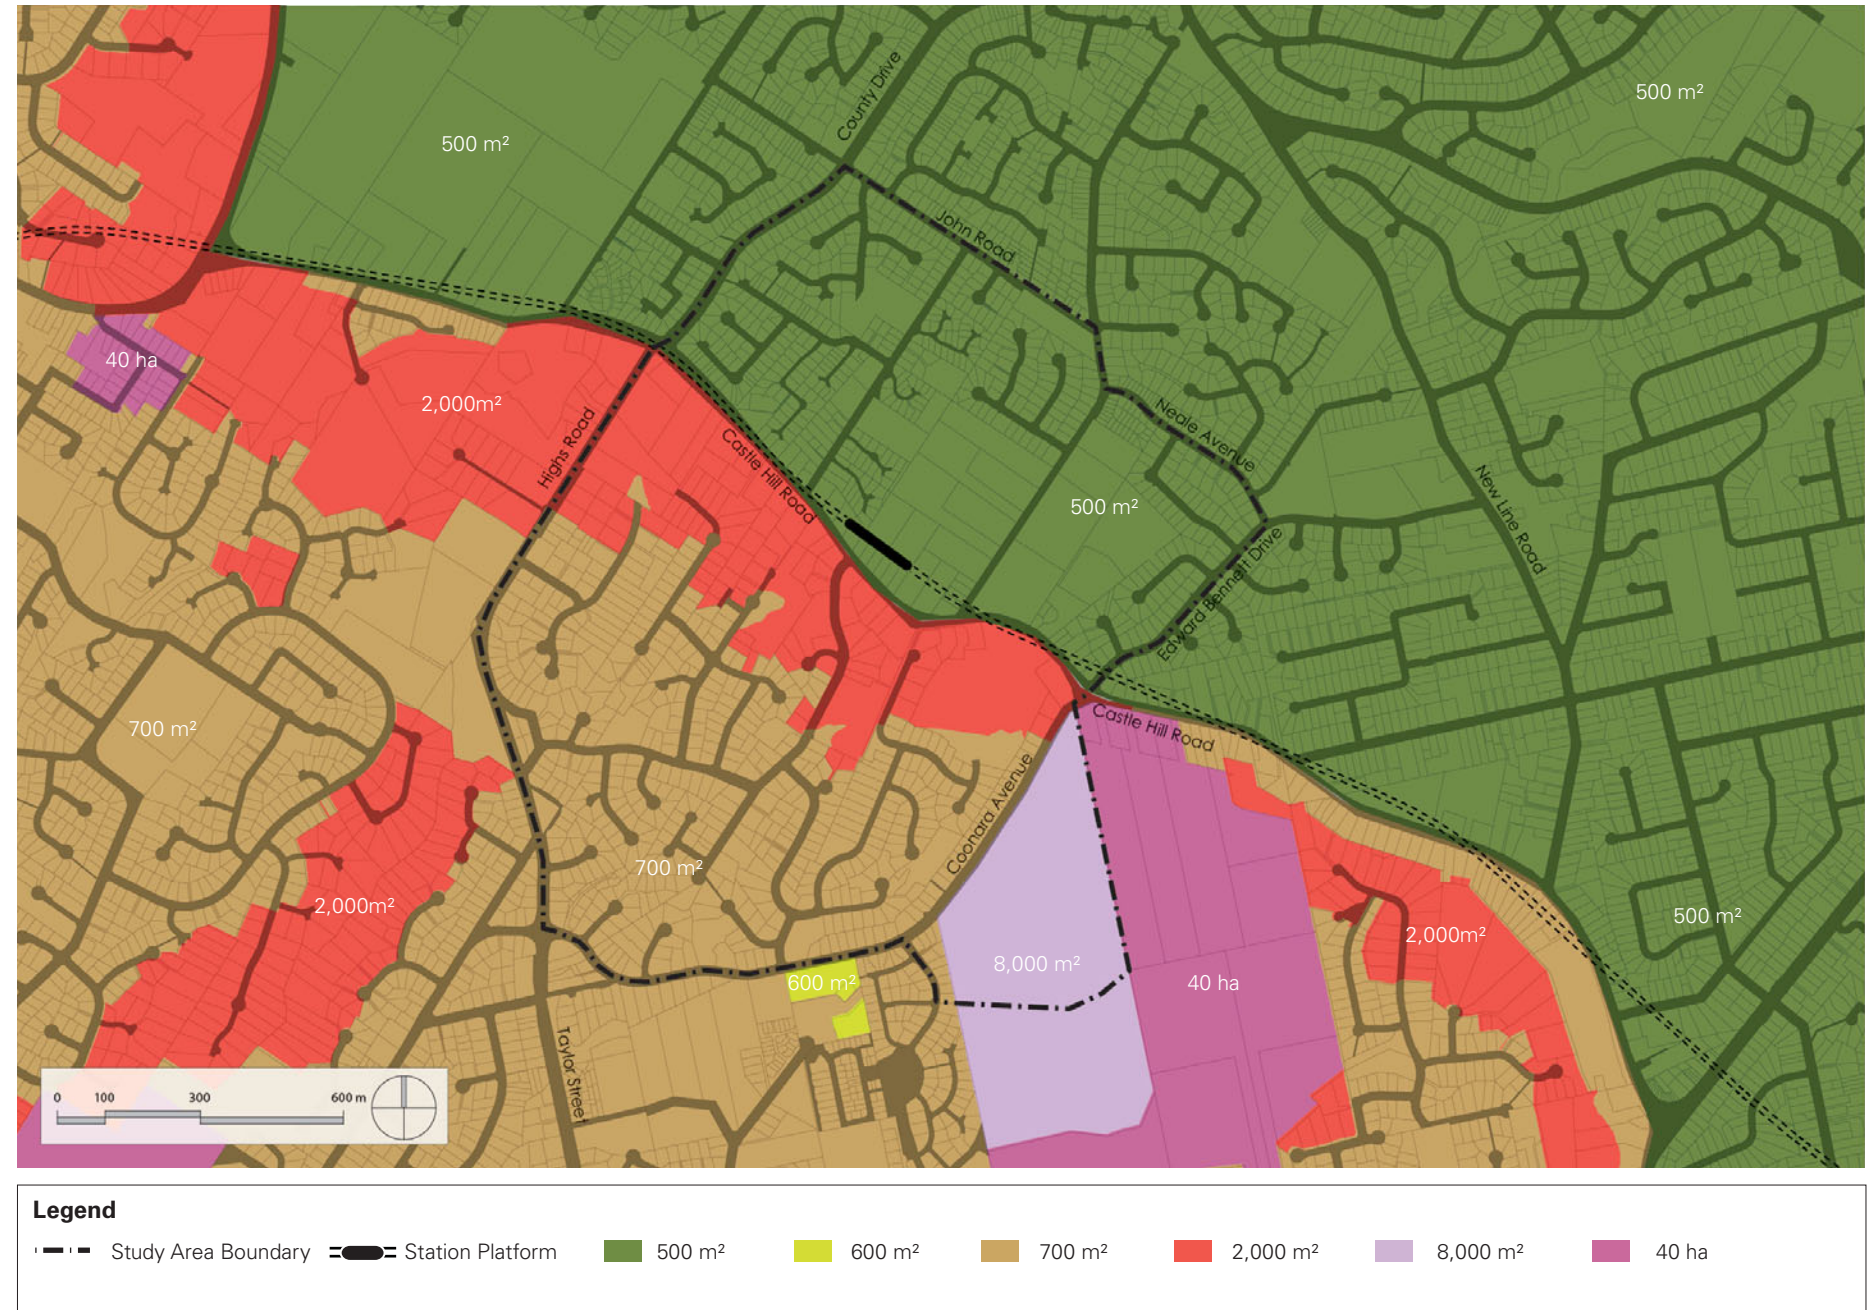 500 m²
County Drive
500 m²
John Road
40 ha
2,000m²
Highs Road
Castle Hill Road
Neale Avenue
500 m²
New Line Road
Edward Bennett Drive
700 m²
Castle Hill Road
Coonara Avenue
700 m²
2,000m²
500 m²
2,000m²
8,000 m²
600 m²
40 ha
Taylor Street
0 100 300 600 m
Legend
Study Area Boundary Station Platform 500 m² 600 m² 700 m² 2,000 m² 8,000 m² 40 ha